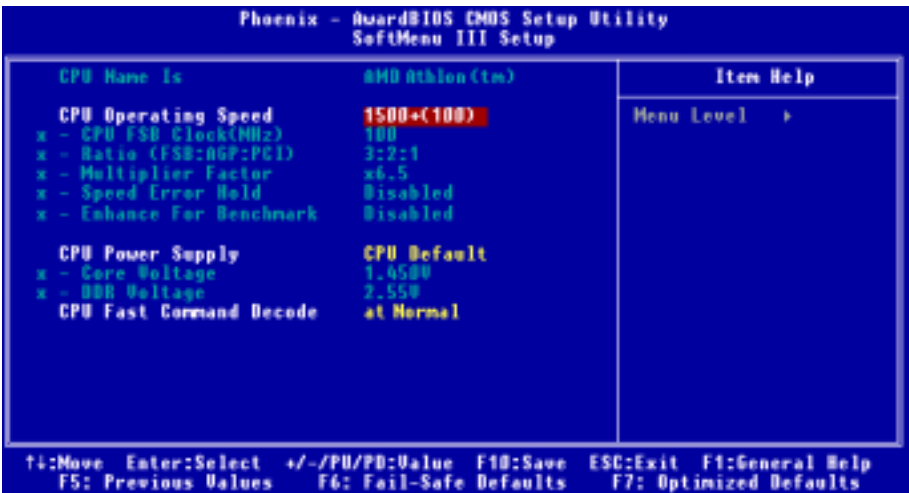 Phoenix - AwardBIOS CMOS Setup Utility
SoftMenu III Setup
CPU Name Is AMD Athlon(tm)
Item Help
CPU Operating Speed 1500+(100)
Menu Level ▸
x - CPU FSB Clock(MHz) 100
x - Ratio (FSB:AGP:PCI) 3:2:1
x - Multiplier Factor x6.5
x - Speed Error Hold Disabled
x - Enhance For Benchmark Disabled
CPU Power Supply CPU Default
x - Core Voltage 1.450V
x - DDR Voltage 2.55V
CPU Fast Command Decode at Normal
↑↓:Move Enter:Select +/-/PU/PD:Value F10:Save ESC:Exit F1:General Help
F5: Previous Values F6: Fail-Safe Defaults F7: Optimized Defaults